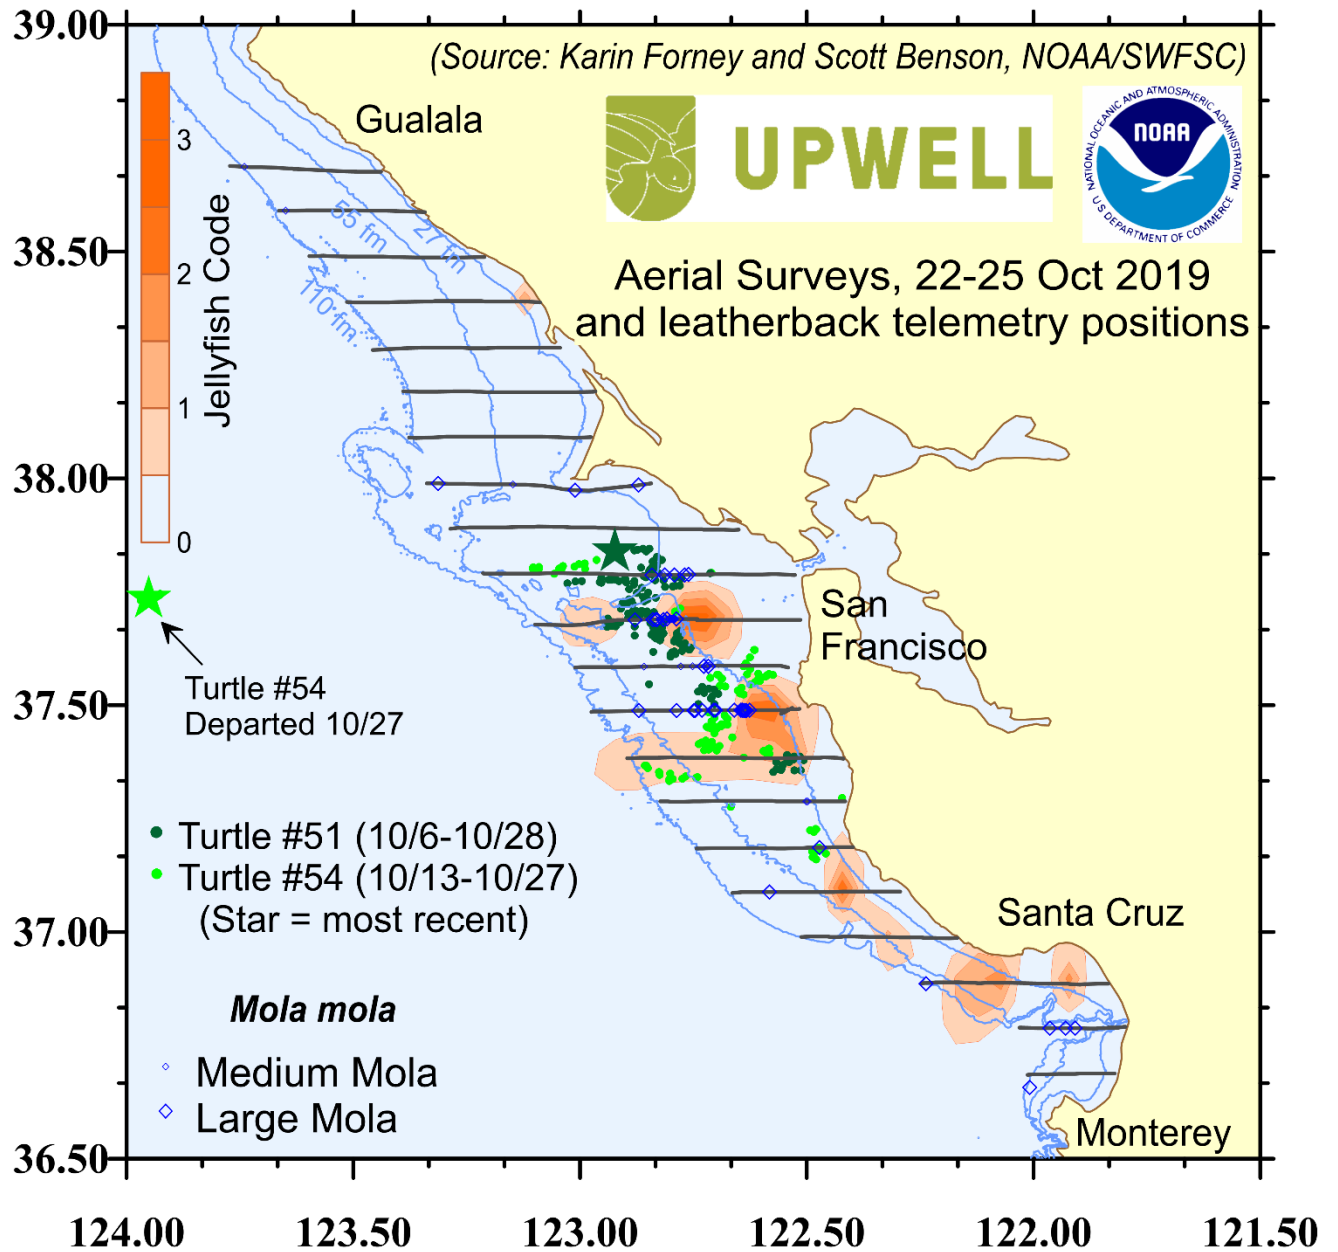 39.00
38.50
38.00
37.50
37.00
36.50
124.00
123.50
123.00
122.50
122.00
121.50
(Source: Karin Forney and Scott Benson, NOAA/SWFSC)
UPWELL
NATIONAL OCEANIC AND ATMOSPHERIC ADMINISTRATION
NOAA
U S DEPARTMENT OF COMMERCE
Aerial Surveys, 22-25 Oct 2019
and leatherback telemetry positions
Gualala
3
2
1
0
Jellyfish Code
55 fm
27 fm
110 fm
San
Francisco
Turtle #54
Departed 10/27
Turtle #51 (10/6-10/28)
Turtle #54 (10/13-10/27)
(Star = most recent)
Santa Cruz
Mola mola
Medium Mola
Large Mola
Monterey